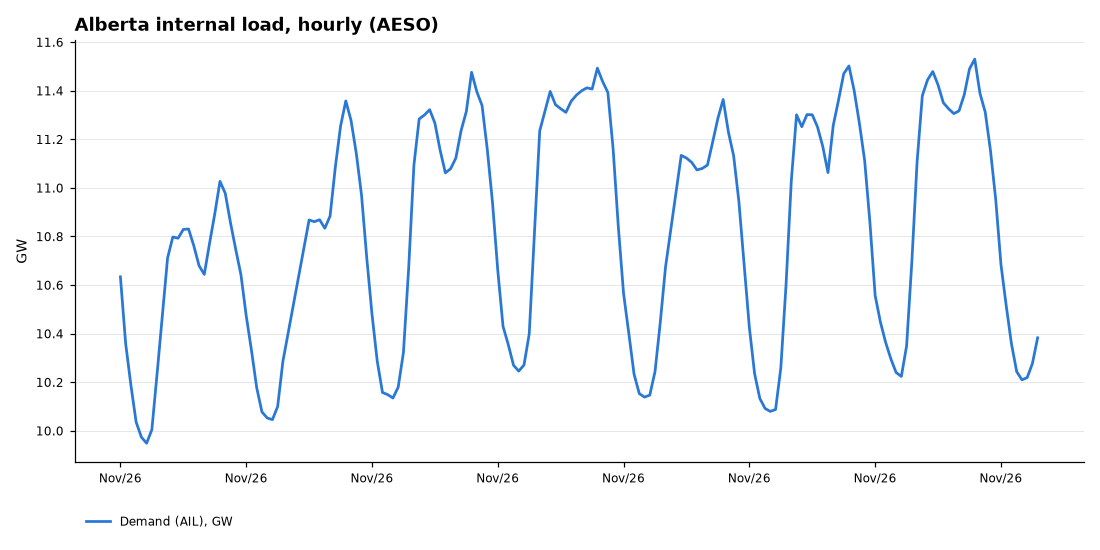 Alberta internal load, hourly (AESO)
11.6
11.4
11.2
11.0
10.8
10.6
10.4
10.2
10.0
GW
Nov/26 Nov/26 Nov/26 Nov/26 Nov/26 Nov/26 Nov/26 Nov/26
Demand (AIL), GW